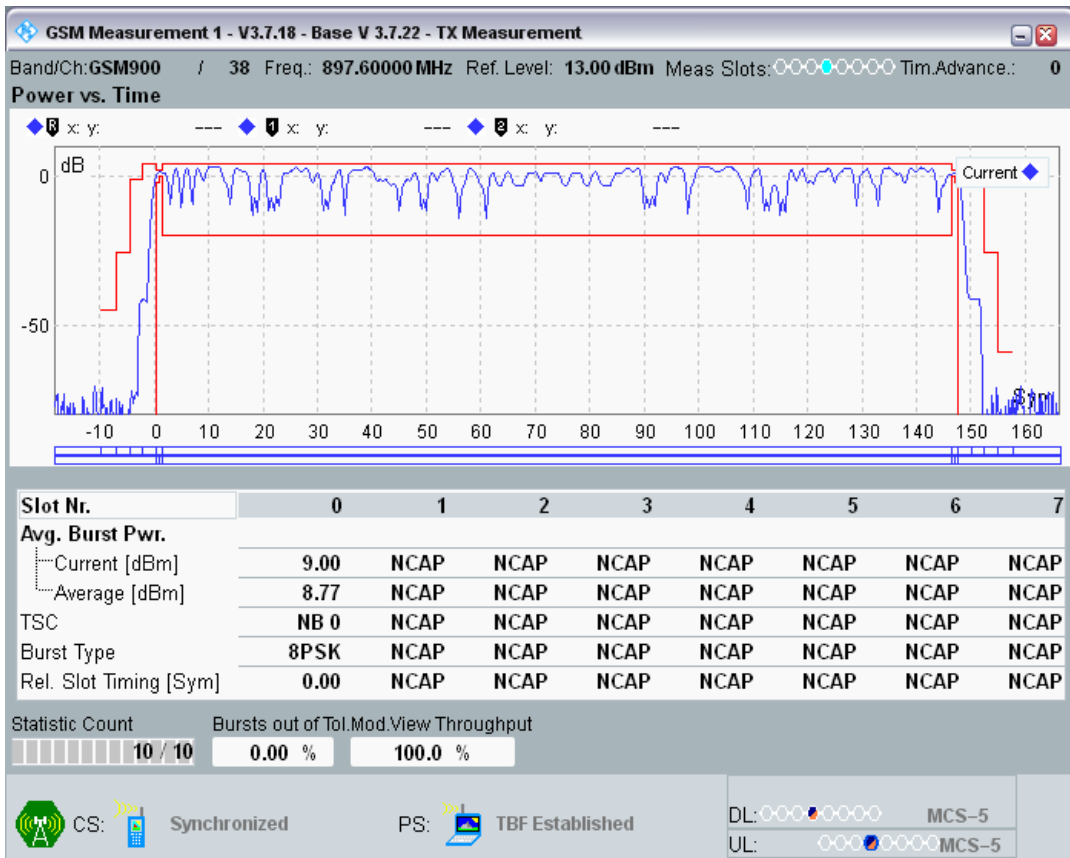 GSM Measurement 1 - V3.7.18 - Base V 3.7.22 - TX Measurement
Band/Ch:GSM900 / 38 Freq.: 897.60000 MHz Ref. Level: 13.00 dBm Meas Slots: Tim.Advance.: 0
Power vs. Time
R x: y: --- 1 x: y: --- 2 x: y: ---
dB
Current
0
-50
Sym
-10 0 10 20 30 40 50 60 70 80 90 100 110 120 130 140 150 160
Slot Nr. 0 1 2 3 4 5 6 7
Avg. Burst Pwr.
Current [dBm] 9.00 NCAP NCAP NCAP NCAP NCAP NCAP NCAP
Average [dBm] 8.77 NCAP NCAP NCAP NCAP NCAP NCAP NCAP
TSC NB 0 NCAP NCAP NCAP NCAP NCAP NCAP NCAP
Burst Type 8PSK NCAP NCAP NCAP NCAP NCAP NCAP NCAP
Rel. Slot Timing [Sym] 0.00 NCAP NCAP NCAP NCAP NCAP NCAP NCAP
Statistic Count Bursts out of Tol.Mod.View Throughput
10 / 10 0.00 % 100.0 %
CS: Synchronized PS: TBF Established
DL: MCS-5
UL: MCS-5